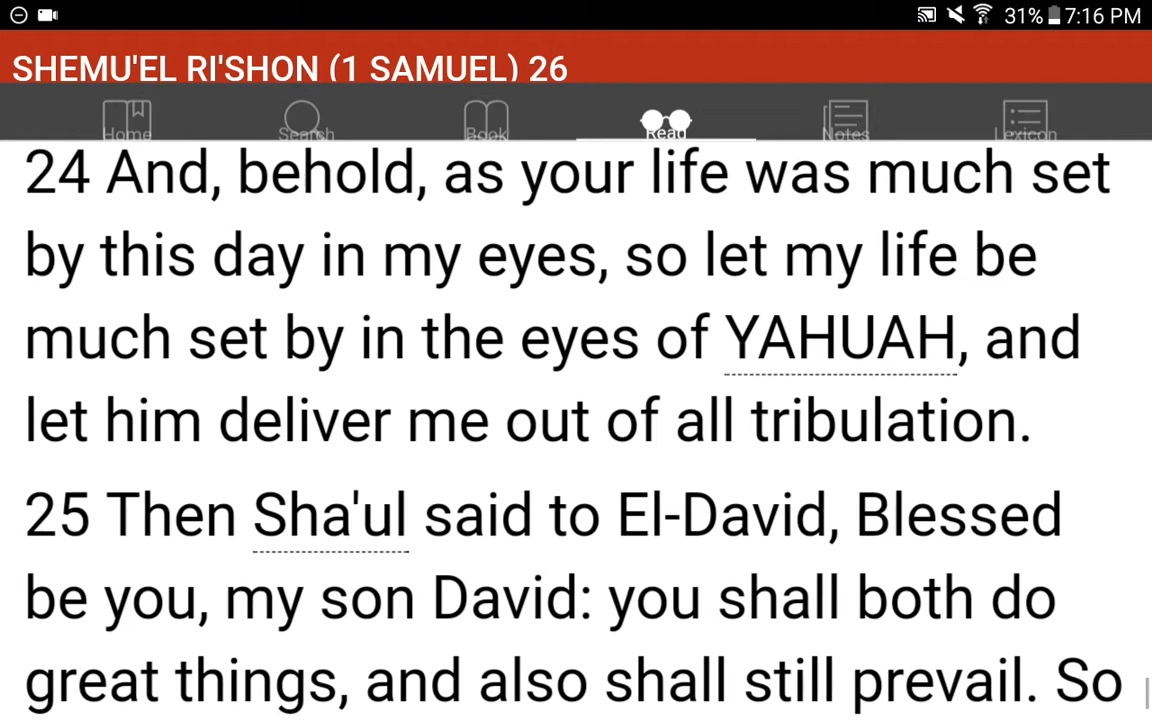 31% 7:16 PM
SHEMU'EL RI'SHON (1 SAMUEL) 26
Home Search Book Read Notes Lexicon
24 And, behold, as your life was much set
by this day in my eyes, so let my life be
much set by in the eyes of YAHUAH, and
let him deliver me out of all tribulation.
25 Then Sha'ul said to El-David, Blessed
be you, my son David: you shall both do
great things, and also shall still prevail. So